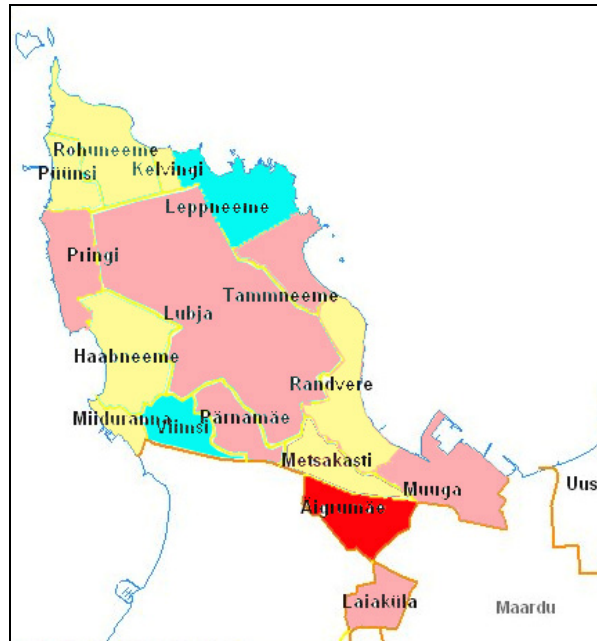 Rohuneeme
Kelvingi
Püünsi
Leppneeme
Pringi
Tammneeme
Lubja
Haabneeme
Randvere
Miiduranna
Viimsi
Pärnamäe
Metsakasti
Muuga
Uus
Äigrumäe
Laiaküla
Maardu